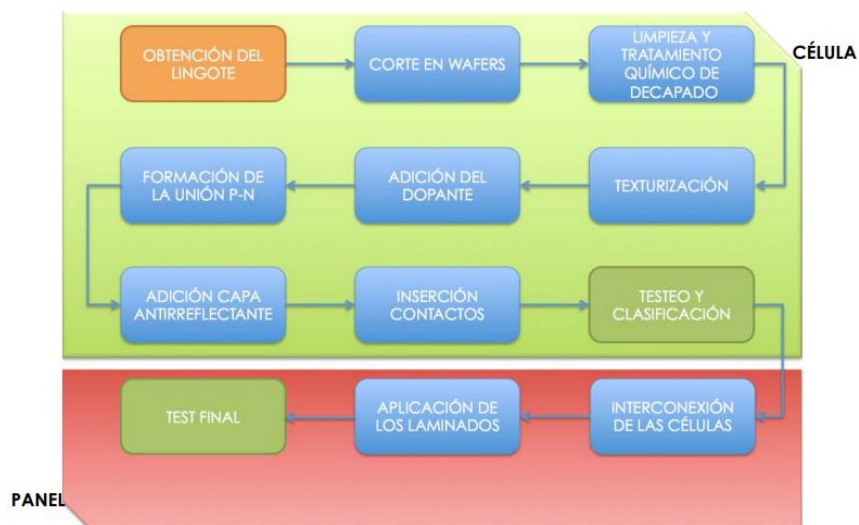 OBTENCIÓN DEL
LINGOTE
CORTE EN WAFERS
LIMPIEZA Y
TRATAMIENTO
QUÍMICO DE
DECAPADO
CÉLULA
FORMACIÓN DE
LA UNIÓN P-N
ADICIÓN DEL
DOPANTE
TEXTURIZACIÓN
ADICIÓN CAPA
ANTIRREFLECTANTE
INSERCIÓN
CONTACTOS
TESTEO Y
CLASIFICACIÓN
TEST FINAL
APLICACIÓN DE
LOS LAMINADOS
INTERCONEXIÓN
DE LAS CÉLULAS
PANEL